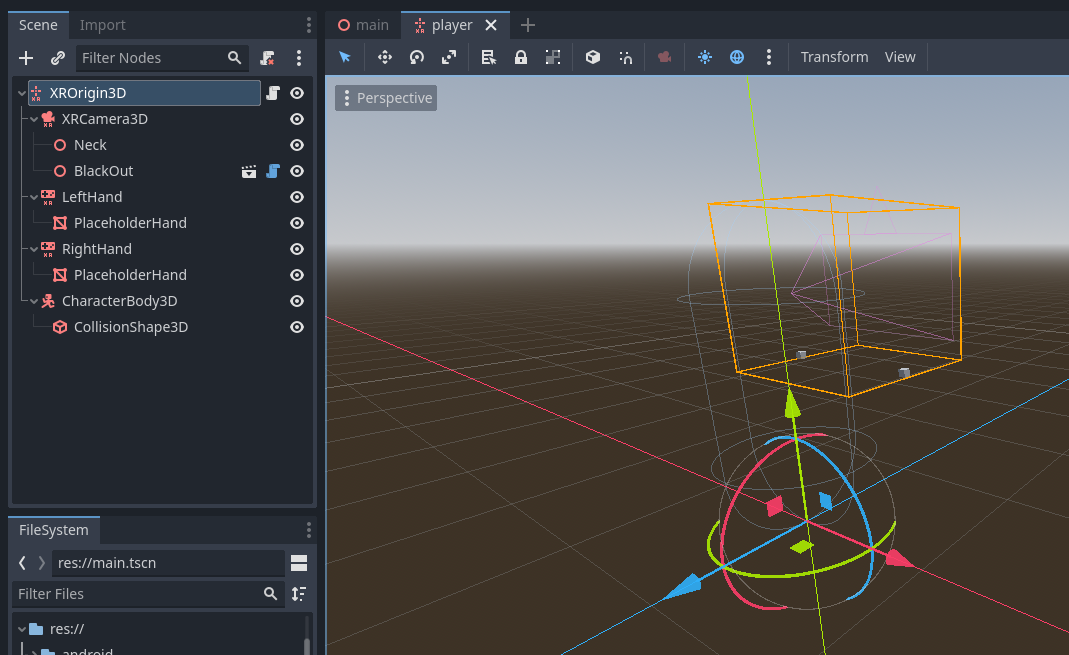 Scene Import
main player
Filter Nodes
Transform View
XROrigin3D
Perspective
XRCamera3D
Neck
BlackOut
LeftHand
PlaceholderHand
RightHand
PlaceholderHand
CharacterBody3D
CollisionShape3D
FileSystem
res://main.tscn
Filter Files
res://
android